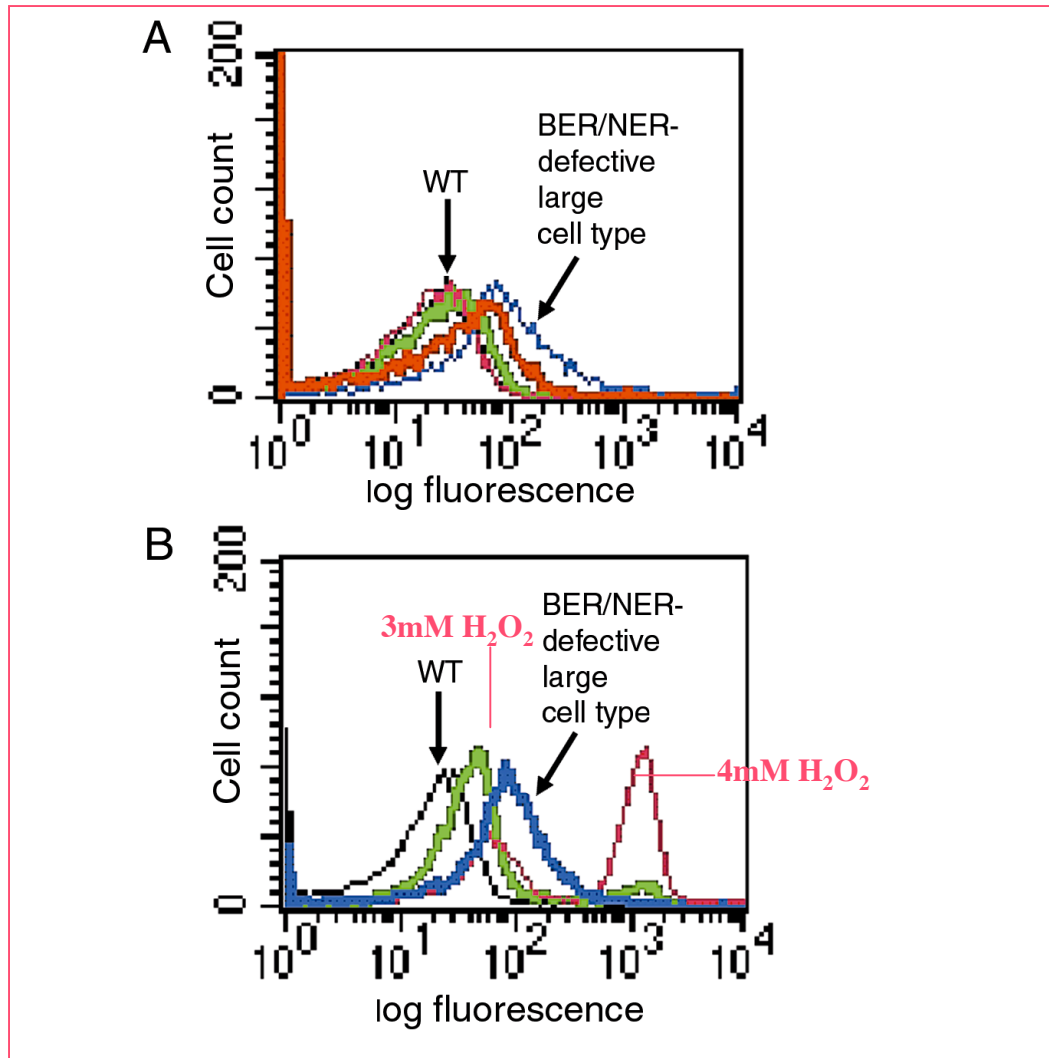 A
200
Cell count
0
WT
BER/NER-
defective
large
cell type
10^0 10^1 10^2 10^3 10^4
log fluorescence
B
200
Cell count
0
3mM H₂O₂
WT
BER/NER-
defective
large
cell type
4mM H₂O₂
10^0 10^1 10^2 10^3 10^4
log fluorescence